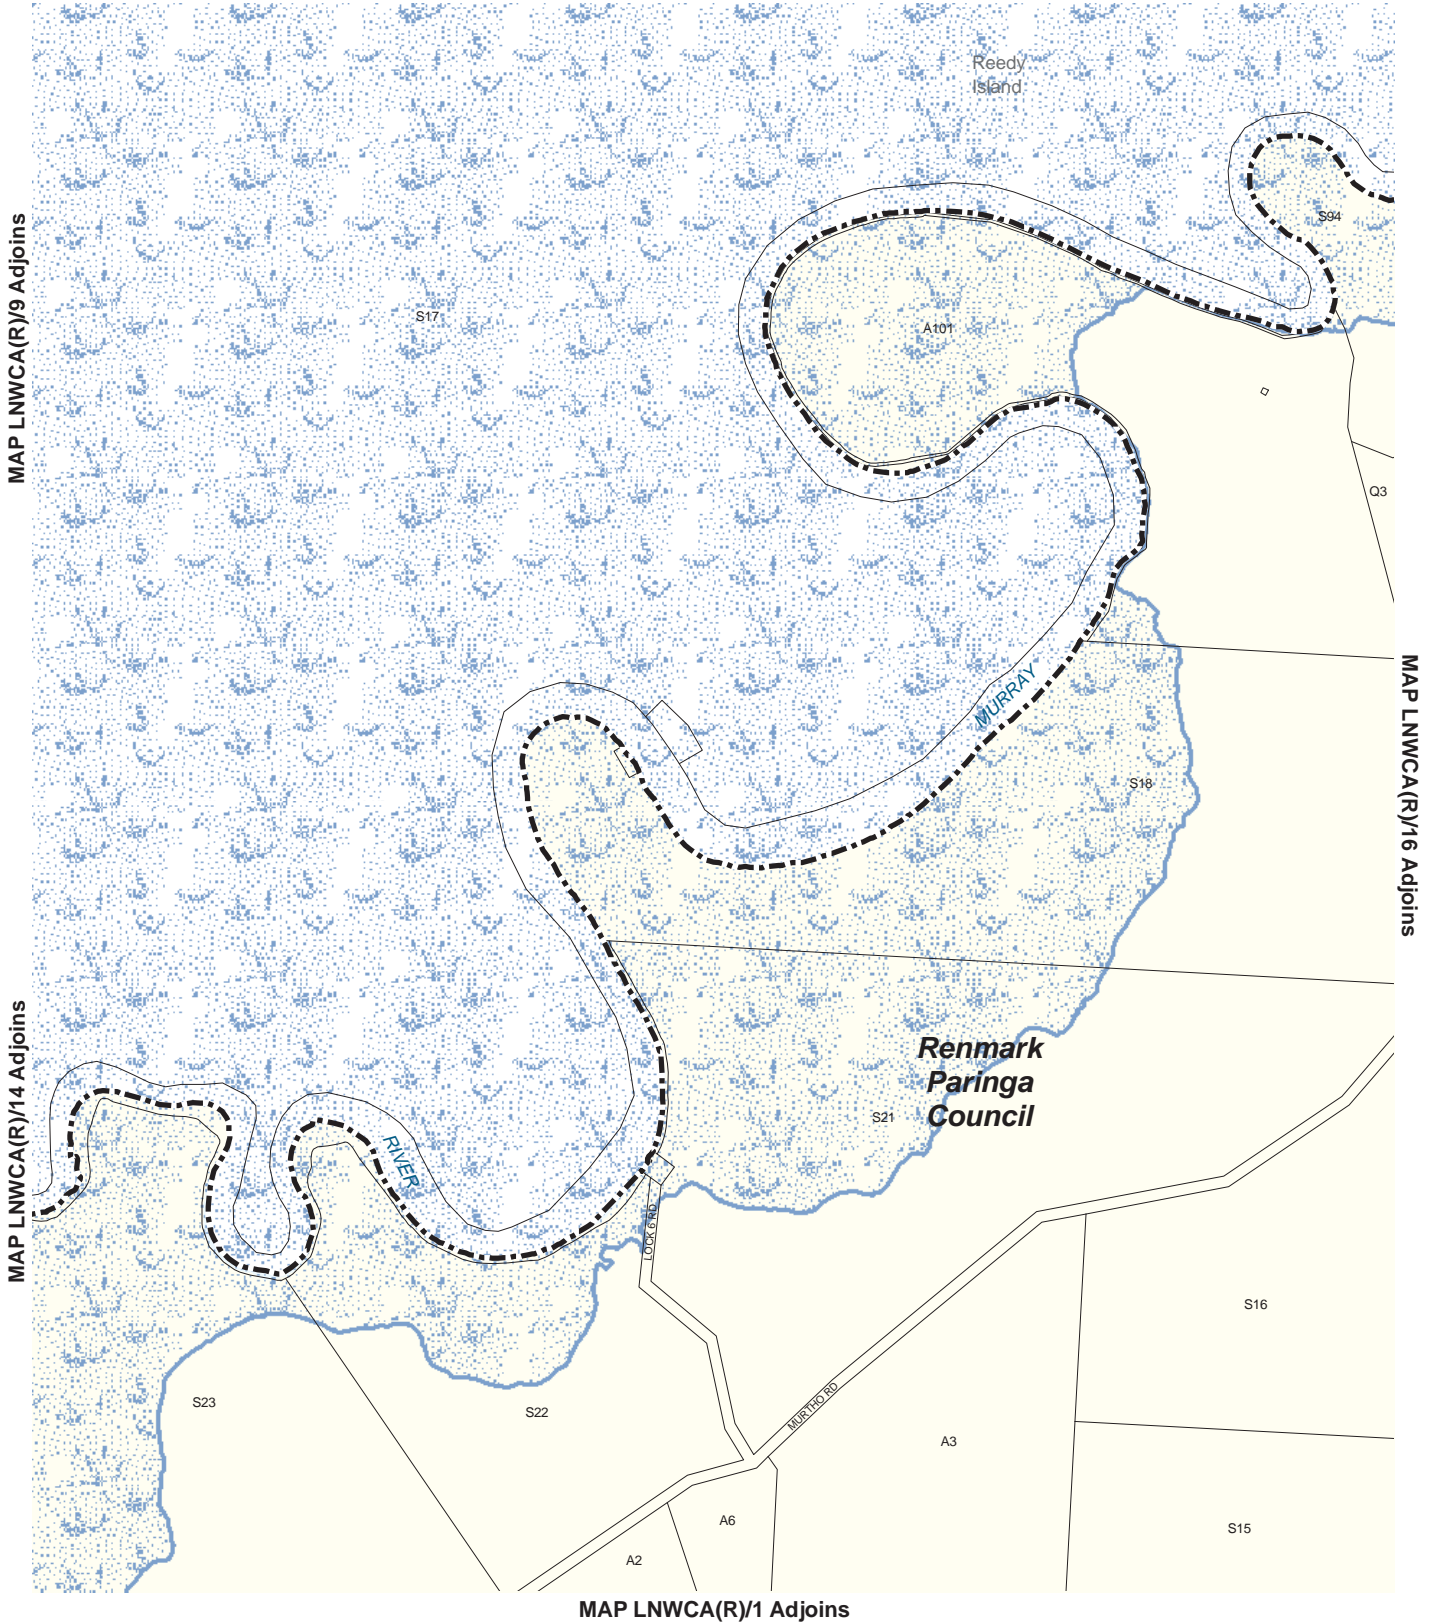 Reedy
Island
S94
MAP LNWCA(R)/9 Adjoins
S17
A101
Q3
MURRAY
MAP LNWCA(R)/16 Adjoins
S18
Renmark
Paringa
Council
S21
MAP LNWCA(R)/14 Adjoins
RIVER
LOCK 6 RD
S16
S23
S22
MURTHO RD
A3
A6
S15
A2
MAP LNWCA(R)/1 Adjoins